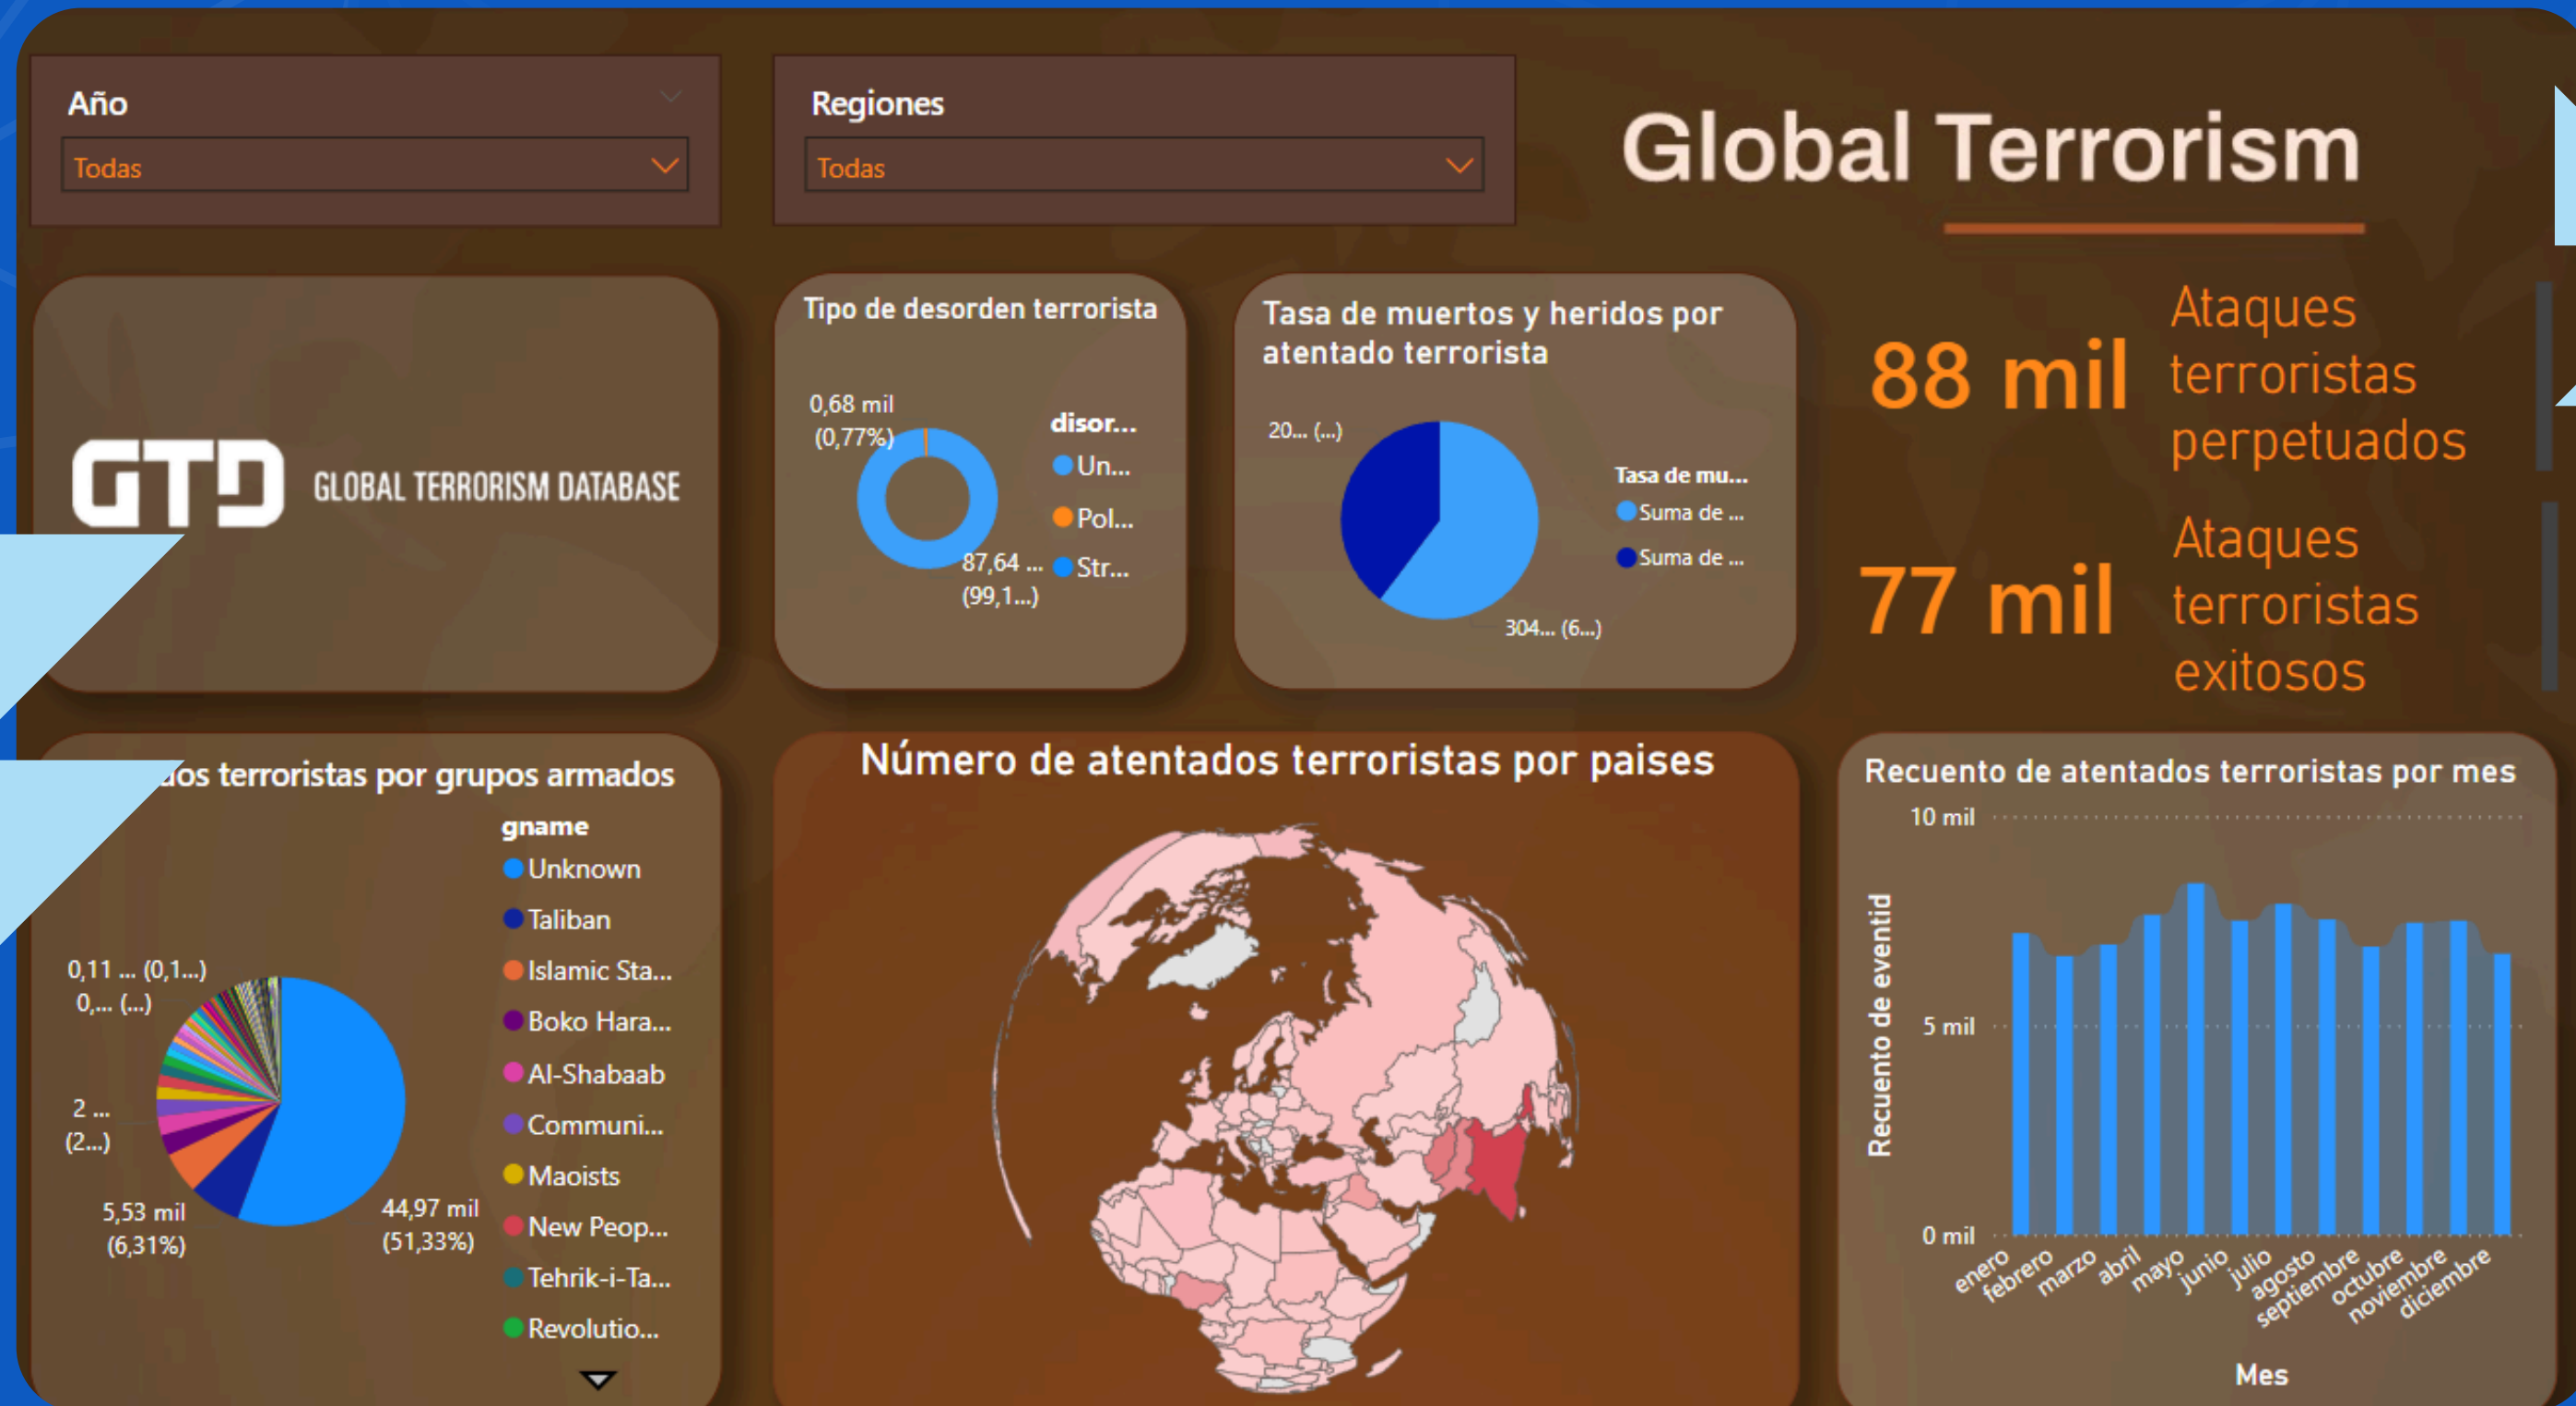 Año
Todas
Regiones
Todas
Global Terrorism
GTD GLOBAL TERRORISM DATABASE
Tipo de desorden terrorista
0,68 mil
(0,77%)
87,64 ...
(99,1...)
disor...
Un...
Pol...
Str...
Tasa de muertos y heridos por
atentado terrorista
20... (...)
304... (6...)
Tasa de mu...
Suma de ...
Suma de ...
88 mil
Ataques
terroristas
perpetuados
77 mil
Ataques
terroristas
exitosos
dos terroristas por grupos armados
gname
Unknown
Taliban
Islamic Sta...
Boko Hara...
Al-Shabaab
Communi...
Maoists
New Peop...
Tehrik-i-Ta...
Revolutio...
0,11 ... (0,1...)
0,... (...)
2 ...
(2...)
5,53 mil
(6,31%)
44,97 mil
(51,33%)
Número de atentados terroristas por paises
Recuento de atentados terroristas por mes
10 mil
5 mil
0 mil
Recuento de eventid
enero
febrero
marzo
abril
mayo
junio
julio
agosto
septiembre
octubre
noviembre
diciembre
Mes